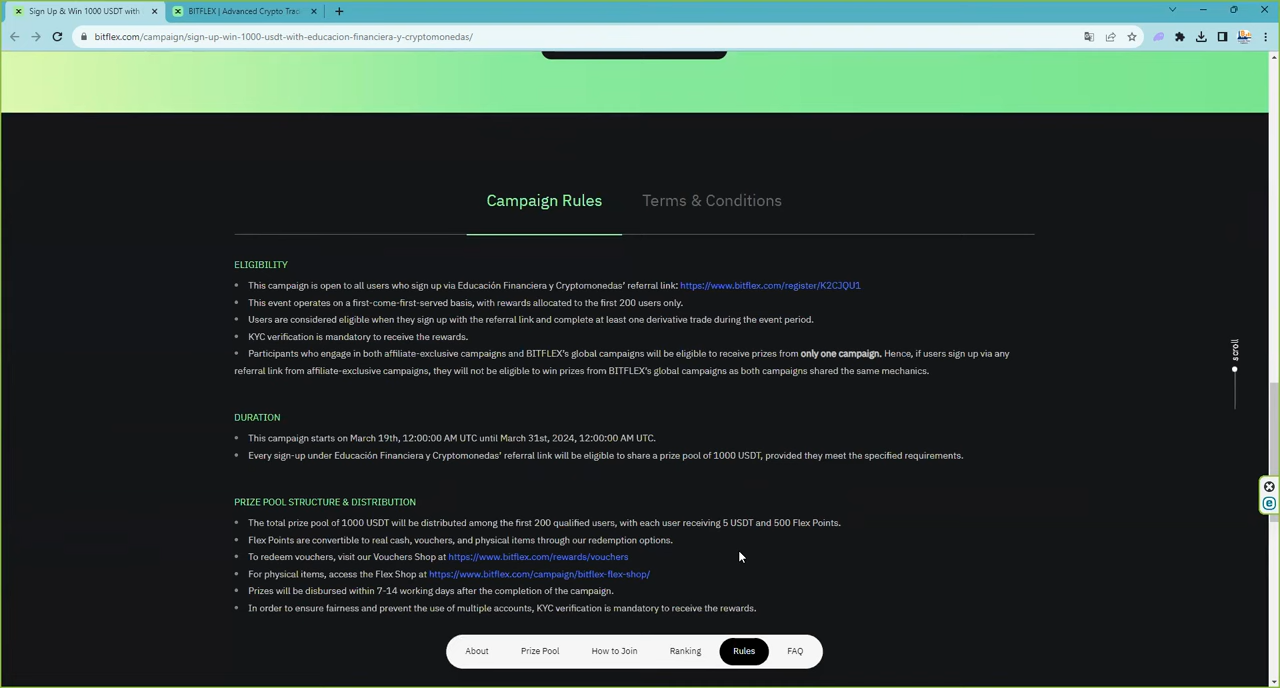 Sign Up & Win 1000 USDT with
BITFLEX | Advanced Crypto Trad
bitflex.com/campaign/sign-up-win-1000-usdt-with-educacion-financiera-y-cryptomonedas/
Campaign Rules
Terms & Conditions
ELIGIBILITY
This campaign is open to all users who sign up via Educación Financiera y Cryptomonedas’ referral link: https://www.bitflex.com/register/K2CJQU1
This event operates on a first-come-first-served basis, with rewards allocated to the first 200 users only.
Users are considered eligible when they sign up with the referral link and complete at least one derivative trade during the event period.
KYC verification is mandatory to receive the rewards.
Participants who engage in both affiliate-exclusive campaigns and BITFLEX’s global campaigns will be eligible to receive prizes from only one campaign. Hence, if users sign up via any
referral link from affiliate-exclusive campaigns, they will not be eligible to win prizes from BITFLEX’s global campaigns as both campaigns shared the same mechanics.
scroll
DURATION
This campaign starts on March 19th, 12:00:00 AM UTC until March 31st, 2024, 12:00:00 AM UTC.
Every sign-up under Educación Financiera y Cryptomonedas’ referral link will be eligible to share a prize pool of 1000 USDT, provided they meet the specified requirements.
PRIZE POOL STRUCTURE & DISTRIBUTION
The total prize pool of 1000 USDT will be distributed among the first 200 qualified users, with each user receiving 5 USDT and 500 Flex Points.
Flex Points are convertible to real cash, vouchers, and physical items through our redemption options.
To redeem vouchers, visit our Vouchers Shop at https://www.bitflex.com/rewards/vouchers
For physical items, access the Flex Shop at https://www.bitflex.com/campaign/bitflex-flex-shop/
Prizes will be disbursed within 7-14 working days after the completion of the campaign.
In order to ensure fairness and prevent the use of multiple accounts, KYC verification is mandatory to receive the rewards.
About
Prize Pool
How to Join
Ranking
Rules
FAQ